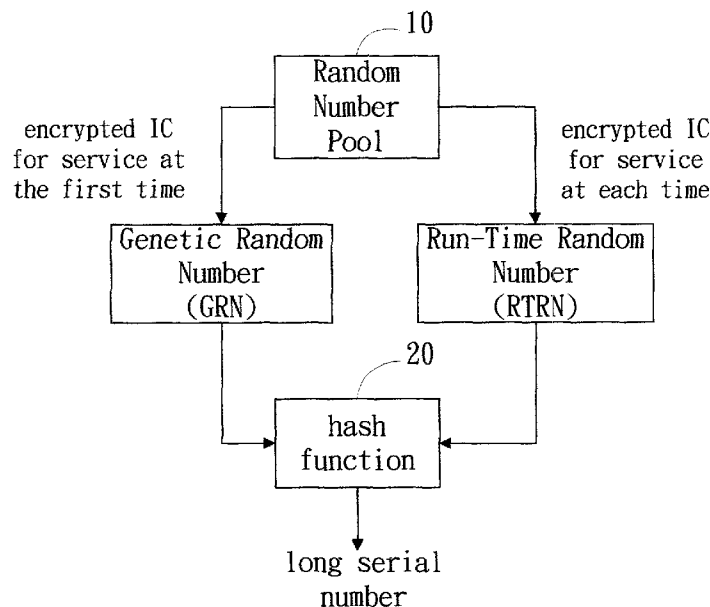 10
Random
Number
Pool
encrypted IC
for service at
the first time
encrypted IC
for service
at each time
Genetic Random
Number
(GRN)
Run-Time Random
Number
(RTRN)
20
hash
function
long serial
number